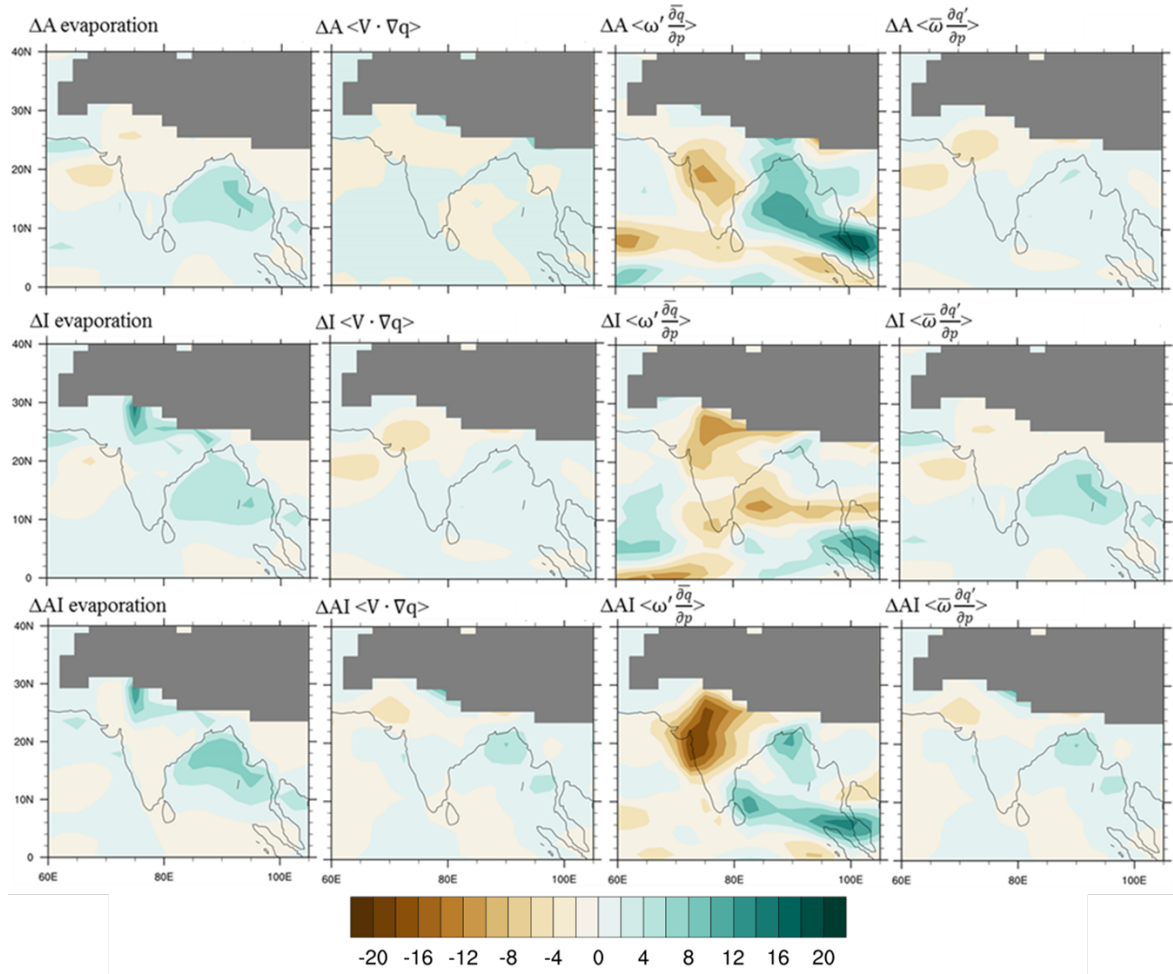 ΔA evaporation
ΔA <V · ∇q>
ΔA <ω′ ∂q̅/∂p>
ΔA <ω̅ ∂q′/∂p>
40N
30N
20N
10N
0
ΔI evaporation
ΔI <V · ∇q>
ΔI <ω′ ∂q̅/∂p>
ΔI <ω̅ ∂q′/∂p>
40N
30N
20N
10N
0
ΔAI evaporation
ΔAI <V · ∇q>
ΔAI <ω′ ∂q̅/∂p>
ΔAI <ω̅ ∂q′/∂p>
40N
30N
20N
10N
0
60E 80E 100E 60E 80E 100E 60E 80E 100E 60E 80E 100E
-20 -16 -12 -8 -4 0 4 8 12 16 20